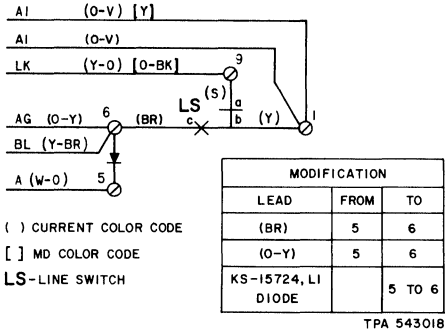 AI (O-V) [Y]
AI (O-V)
LK (Y-O) [O-BK] 9
LS (S) a
AG (O-Y) 6 (BR) c b (Y) 1
BL (Y-BR)
A (W-O) 5
( ) CURRENT COLOR CODE
[ ] MD COLOR CODE
LS-LINE SWITCH
MODIFICATION
LEAD FROM TO
(BR) 5 6
(O-Y) 5 6
KS-15724, LI DIODE 5 TO 6
TPA 543018